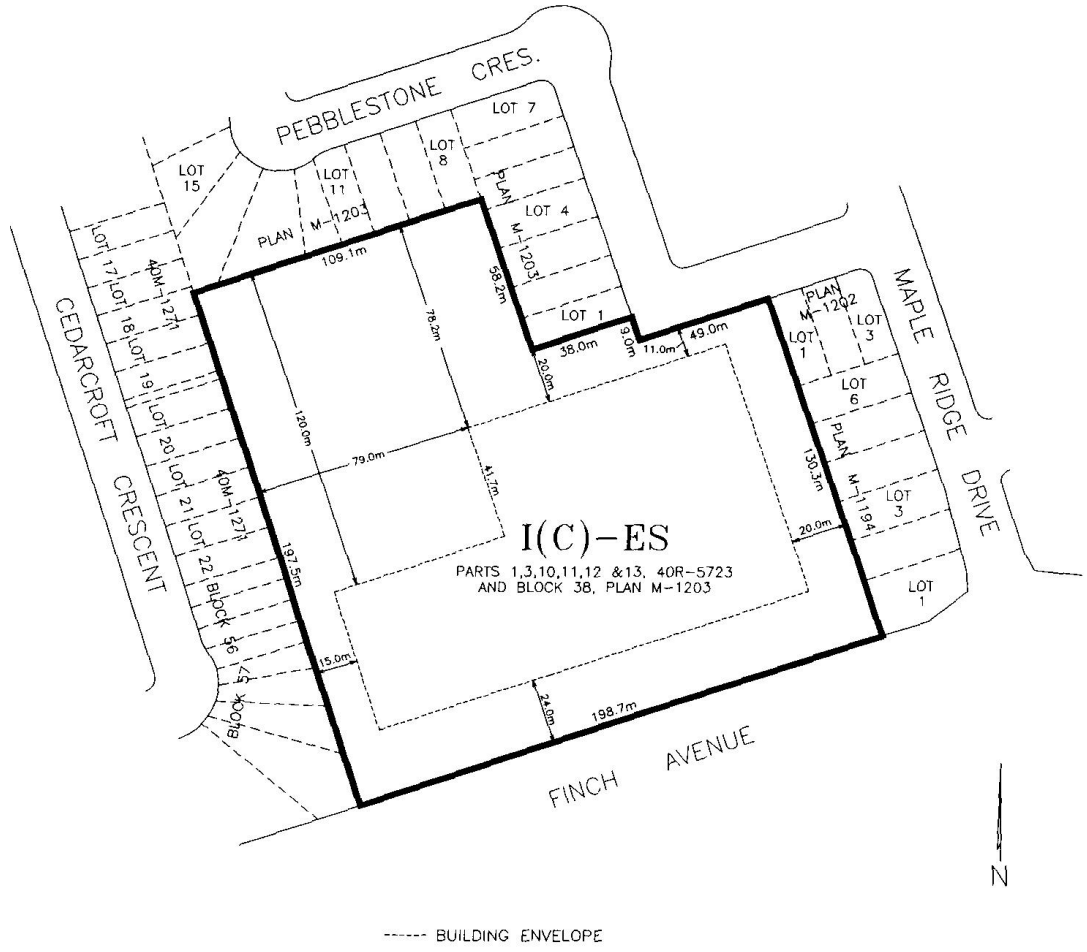 PEBBLESTONE CRES.
LOT 7
LOT
8
LOT
15
LOT
11
PLAN M-1203
PLAN M-1203
LOT 4
LOT 1
109.1m
58.2m
78.2m
38.0m
9.0m
11.0m
49.0m
20.0m
120.0m
79.0m
41.7m
LOT 17
40M-1271
LOT 18
LOT 19
LOT 20
LOT 21
40M-1271
LOT 22
BLOCK 56
BLOCK 57
CEDARCROFT CRESCENT
197.5m
15.0m
PLAN
M-1202
LOT
1
LOT
3
LOT
6
PLAN M-1194
LOT
3
LOT
1
MAPLE RIDGE DRIVE
130.3m
20.0m
I(C)-ES
PARTS 1,3,10,11,12 &13, 40R-5723
AND BLOCK 38, PLAN M-1203
24.0m
198.7m
FINCH AVENUE
N
BUILDING ENVELOPE